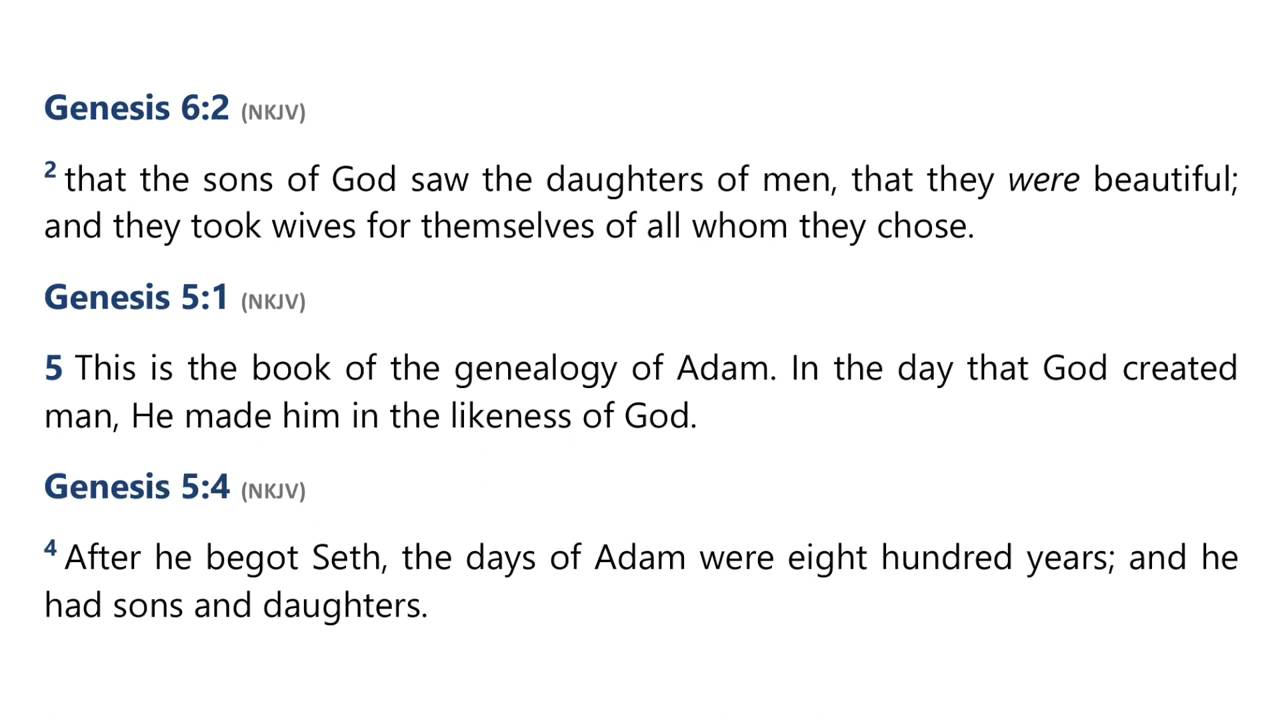 Genesis 6:2 (NKJV)
2 that the sons of God saw the daughters of men, that they were beautiful;
and they took wives for themselves of all whom they chose.
Genesis 5:1 (NKJV)
5 This is the book of the genealogy of Adam. In the day that God created
man, He made him in the likeness of God.
Genesis 5:4 (NKJV)
4 After he begot Seth, the days of Adam were eight hundred years; and he
had sons and daughters.